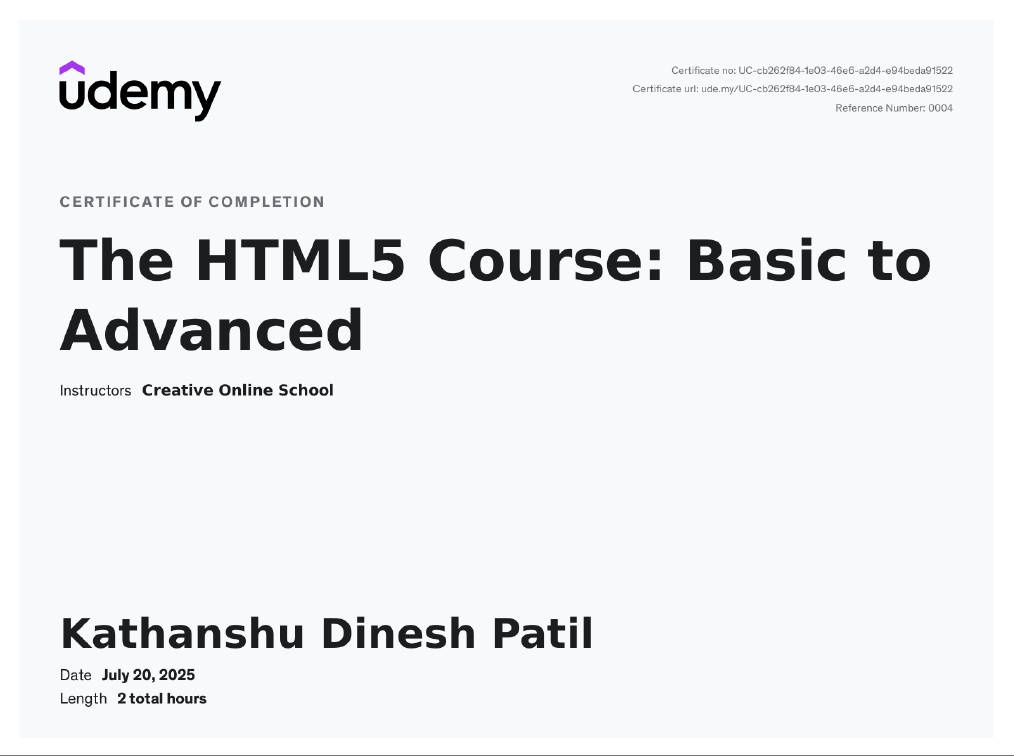 udemy
Certificate no: UC-cb262f84-1e03-46e6-a2d4-e94beda91522
Certificate url: ude.my/UC-cb262f84-1e03-46e6-a2d4-e94beda91522
Reference Number: 0004
CERTIFICATE OF COMPLETION
The HTML5 Course: Basic to
Advanced
Instructors Creative Online School
Kathanshu Dinesh Patil
Date July 20, 2025
Length 2 total hours